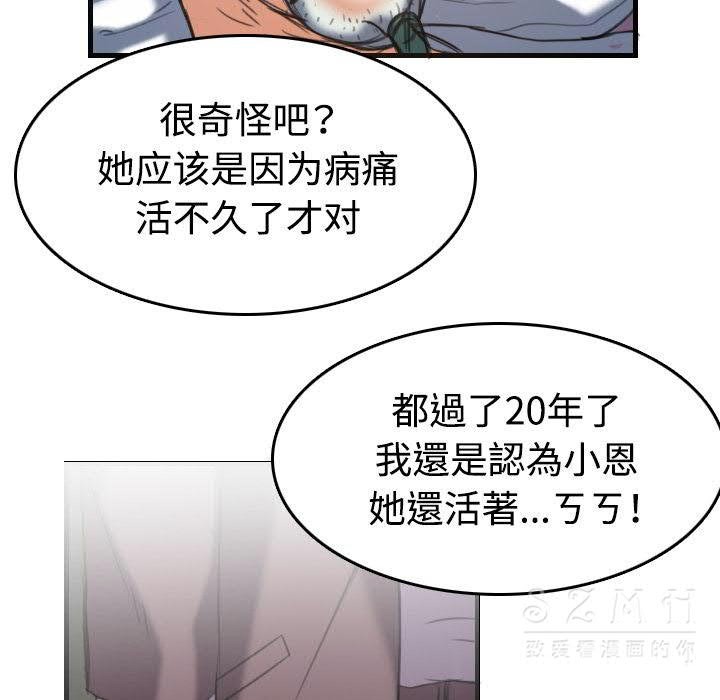 很奇怪吧？
她应该是因为病痛
活不久了才对
都過了20年了
我還是認為小恩
她還活著...ㄎㄎ！
SZMH
致爱看漫画的你